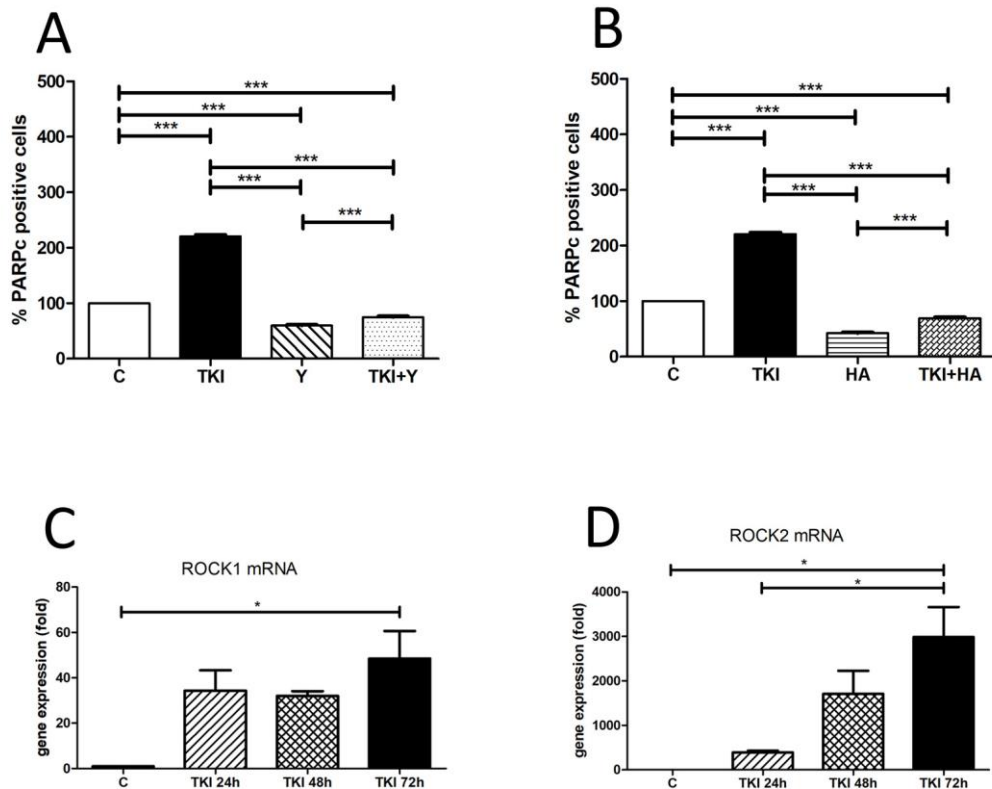 A
% PARPc positive cells
500
400
300
200
100
0
***
***
***
***
***
***
C TKI Y TKI+Y
B
% PARPc positive cells
500
400
300
200
100
0
***
***
***
***
***
***
C TKI HA TKI+HA
C
ROCK1 mRNA
gene expression (fold)
80
60
40
20
0
*
C TKI 24h TKI 48h TKI 72h
D
ROCK2 mRNA
gene expression (fold)
4000
3000
2000
1000
0
*
*
C TKI 24h TKI 48h TKI 72h